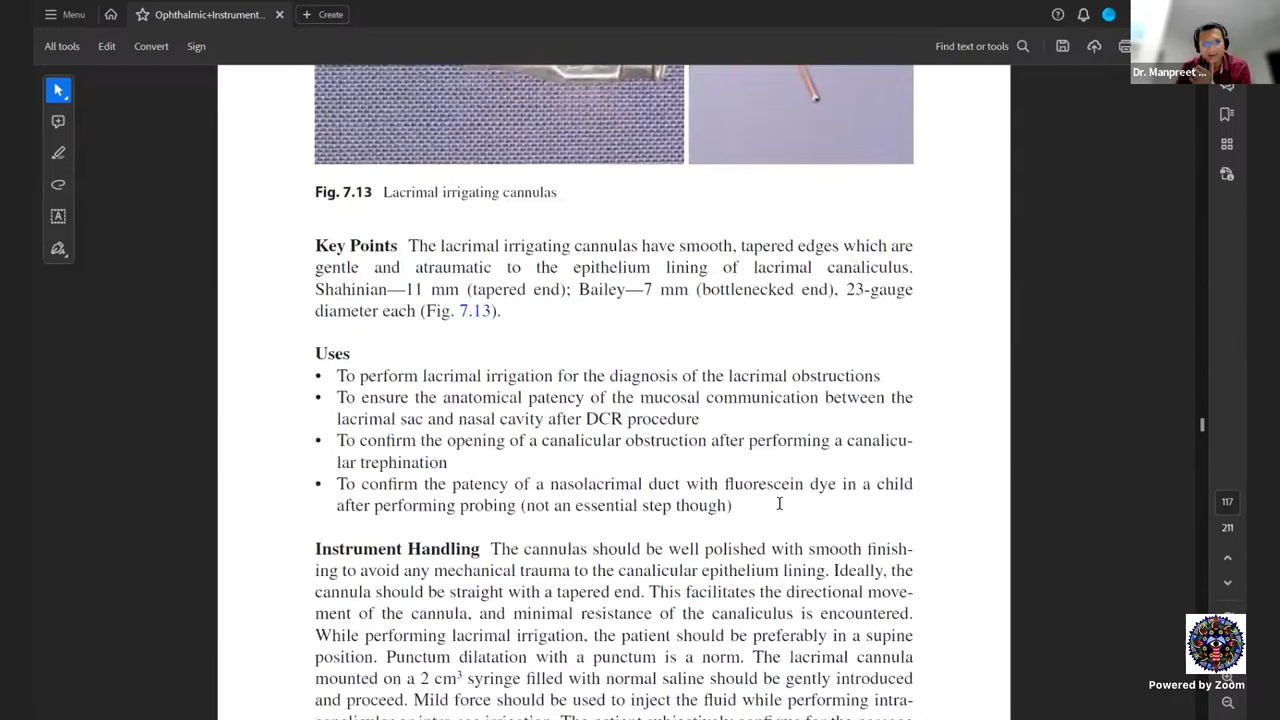 Menu
Ophthalmic+Instrument...
Create
All tools
Edit
Convert
Sign
Find text or tools
Dr. Manpreet ...
Fig. 7.13 Lacrimal irrigating cannulas
Key Points The lacrimal irrigating cannulas have smooth, tapered edges which are
gentle and atraumatic to the epithelium lining of lacrimal canaliculus.
Shahinian—11 mm (tapered end); Bailey—7 mm (bottlenecked end), 23-gauge
diameter each (Fig. 7.13).
Uses
• To perform lacrimal irrigation for the diagnosis of the lacrimal obstructions
• To ensure the anatomical patency of the mucosal communication between the
lacrimal sac and nasal cavity after DCR procedure
• To confirm the opening of a canalicular obstruction after performing a canalicu-
lar trephination
• To confirm the patency of a nasolacrimal duct with fluorescein dye in a child
after performing probing (not an essential step though)
Instrument Handling The cannulas should be well polished with smooth finish-
ing to avoid any mechanical trauma to the canalicular epithelium lining. Ideally, the
cannula should be straight with a tapered end. This facilitates the directional move-
ment of the cannula, and minimal resistance of the canaliculus is encountered.
While performing lacrimal irrigation, the patient should be preferably in a supine
position. Punctum dilatation with a punctum is a norm. The lacrimal cannula
mounted on a 2 cm³ syringe filled with normal saline should be gently introduced
and proceed. Mild force should be used to inject the fluid while performing intra-
117
211
Powered by Zoom